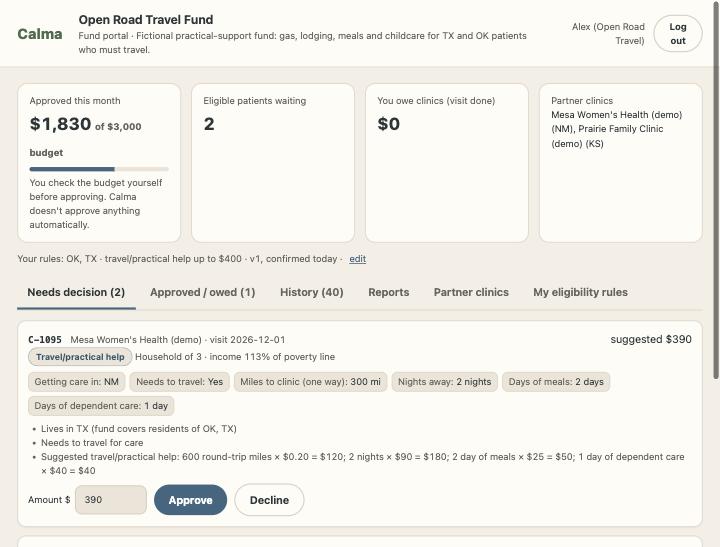 Calma
Open Road Travel Fund
Fund portal · Fictional practical-support fund: gas, lodging, meals and childcare for TX and OK patients
who must travel.
Alex (Open Road
Travel)
Log
out
Approved this month
$1,830 of $3,000
budget
You check the budget yourself
before approving. Calma
doesn't approve anything
automatically.
Eligible patients waiting
2
You owe clinics (visit done)
$0
Partner clinics
Mesa Women's Health (demo)
(NM), Prairie Family Clinic
(demo) (KS)
Your rules: OK, TX · travel/practical help up to $400 · v1, confirmed today · edit
Needs decision (2)
Approved / owed (1)
History (40)
Reports
Partner clinics
My eligibility rules
C-1095 Mesa Women's Health (demo) · visit 2026-12-01
suggested $390
Travel/practical help Household of 3 · income 113% of poverty line
Getting care in: NM
Needs to travel: Yes
Miles to clinic (one way): 300 mi
Nights away: 2 nights
Days of meals: 2 days
Days of dependent care: 1 day
• Lives in TX (fund covers residents of OK, TX)
• Needs to travel for care
• Suggested travel/practical help: 600 round-trip miles × $0.20 = $120; 2 nights × $90 = $180; 2 day of meals × $25 = $50; 1 day of dependent care
× $40 = $40
Amount $ 390
Approve
Decline